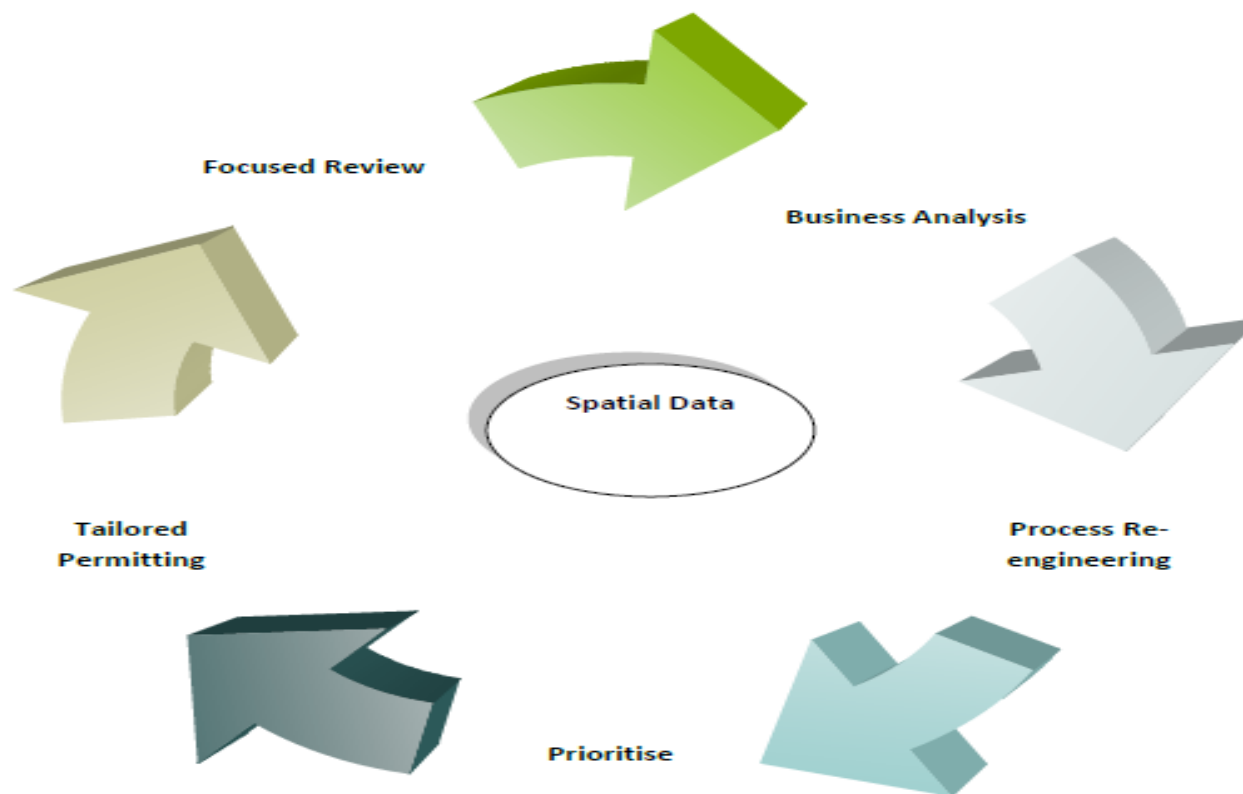 Focused Review
Business Analysis
Spatial Data
Tailored
Permitting
Process Re-
engineering
Prioritise